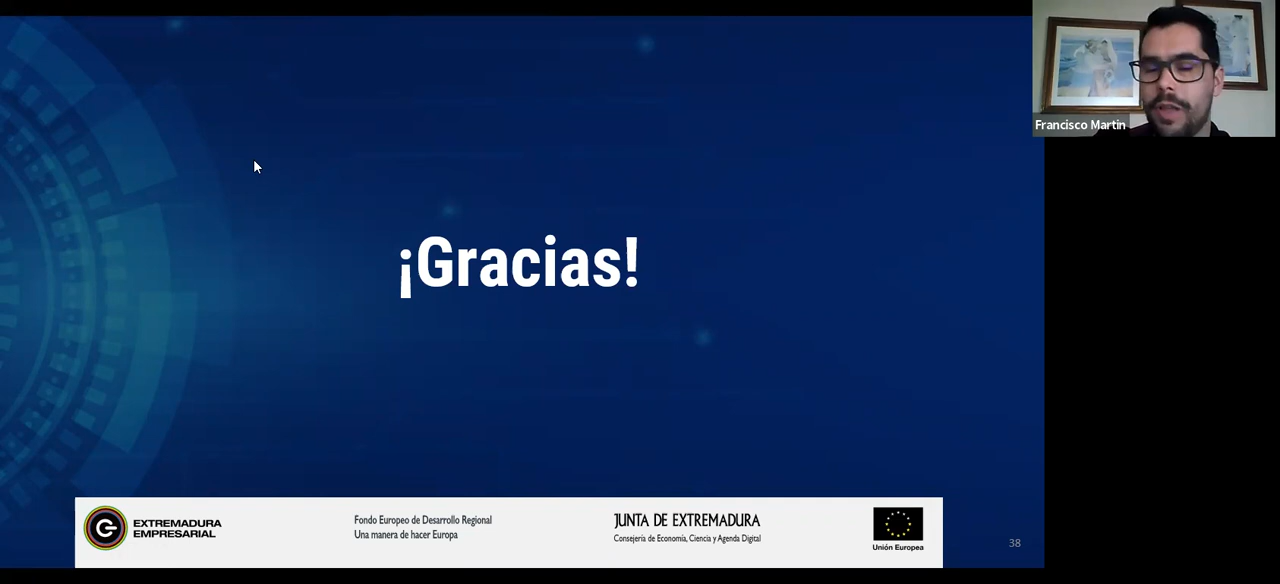 Francisco Martin
¡Gracias!
EXTREMADURA
EMPRESARIAL
Fondo Europeo de Desarrollo Regional
Una manera de hacer Europa
JUNTA DE EXTREMADURA
Consejería de Economía, Ciencia y Agenda Digital
Unión Europea
38